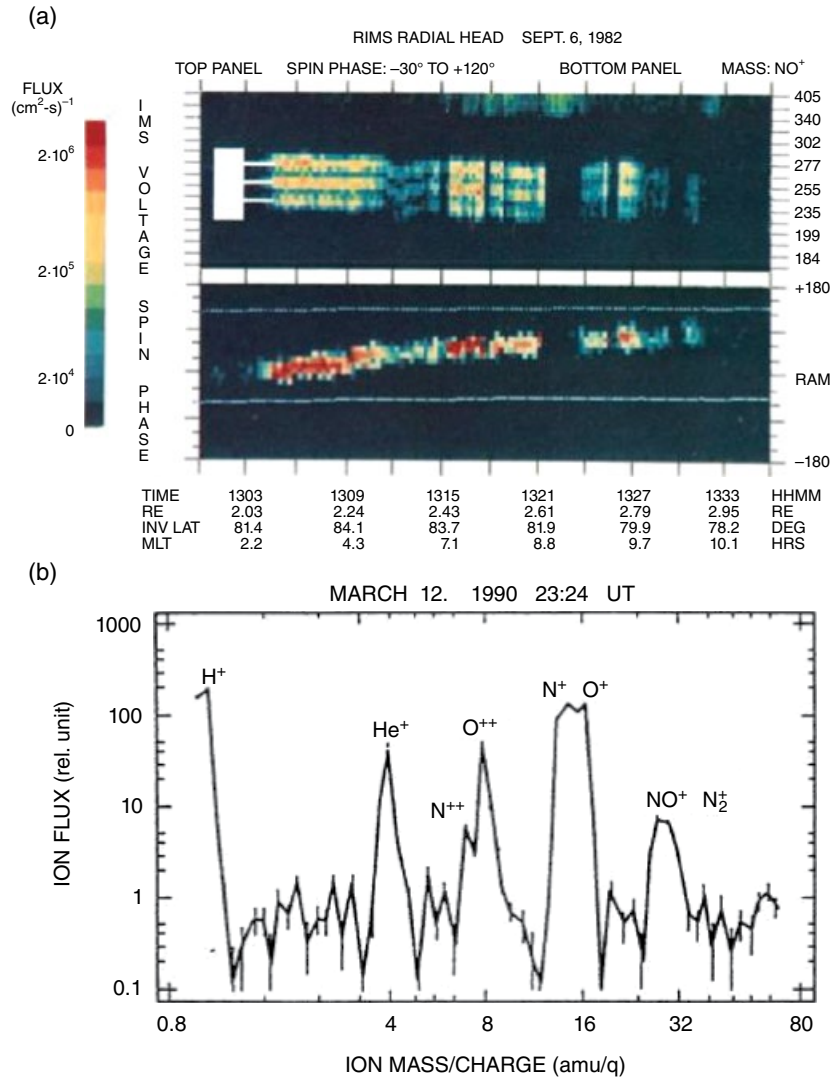 (a)
RIMS RADIAL HEAD SEPT. 6, 1982
TOP PANEL SPIN PHASE: –30° TO +120° BOTTOM PANEL MASS: NO⁺
FLUX
(cm²-s)⁻¹
2·10⁶
2·10⁵
2·10⁴
0
IMS VOLTAGE
405
340
302
277
255
235
199
184
SPIN PHASE
+180
RAM
–180
TIME 1303 1309 1315 1321 1327 1333 HHMM
RE 2.03 2.24 2.43 2.61 2.79 2.95 RE
INV LAT 81.4 84.1 83.7 81.9 79.9 78.2 DEG
MLT 2.2 4.3 7.1 8.8 9.7 10.1 HRS
(b)
MARCH 12. 1990 23:24 UT
ION FLUX (rel. unit)
1000
100
10
1
0.1
H⁺
He⁺
N⁺⁺
O⁺⁺
N⁺ O⁺
NO⁺ N₂⁺
0.8 4 8 16 32 80
ION MASS/CHARGE (amu/q)